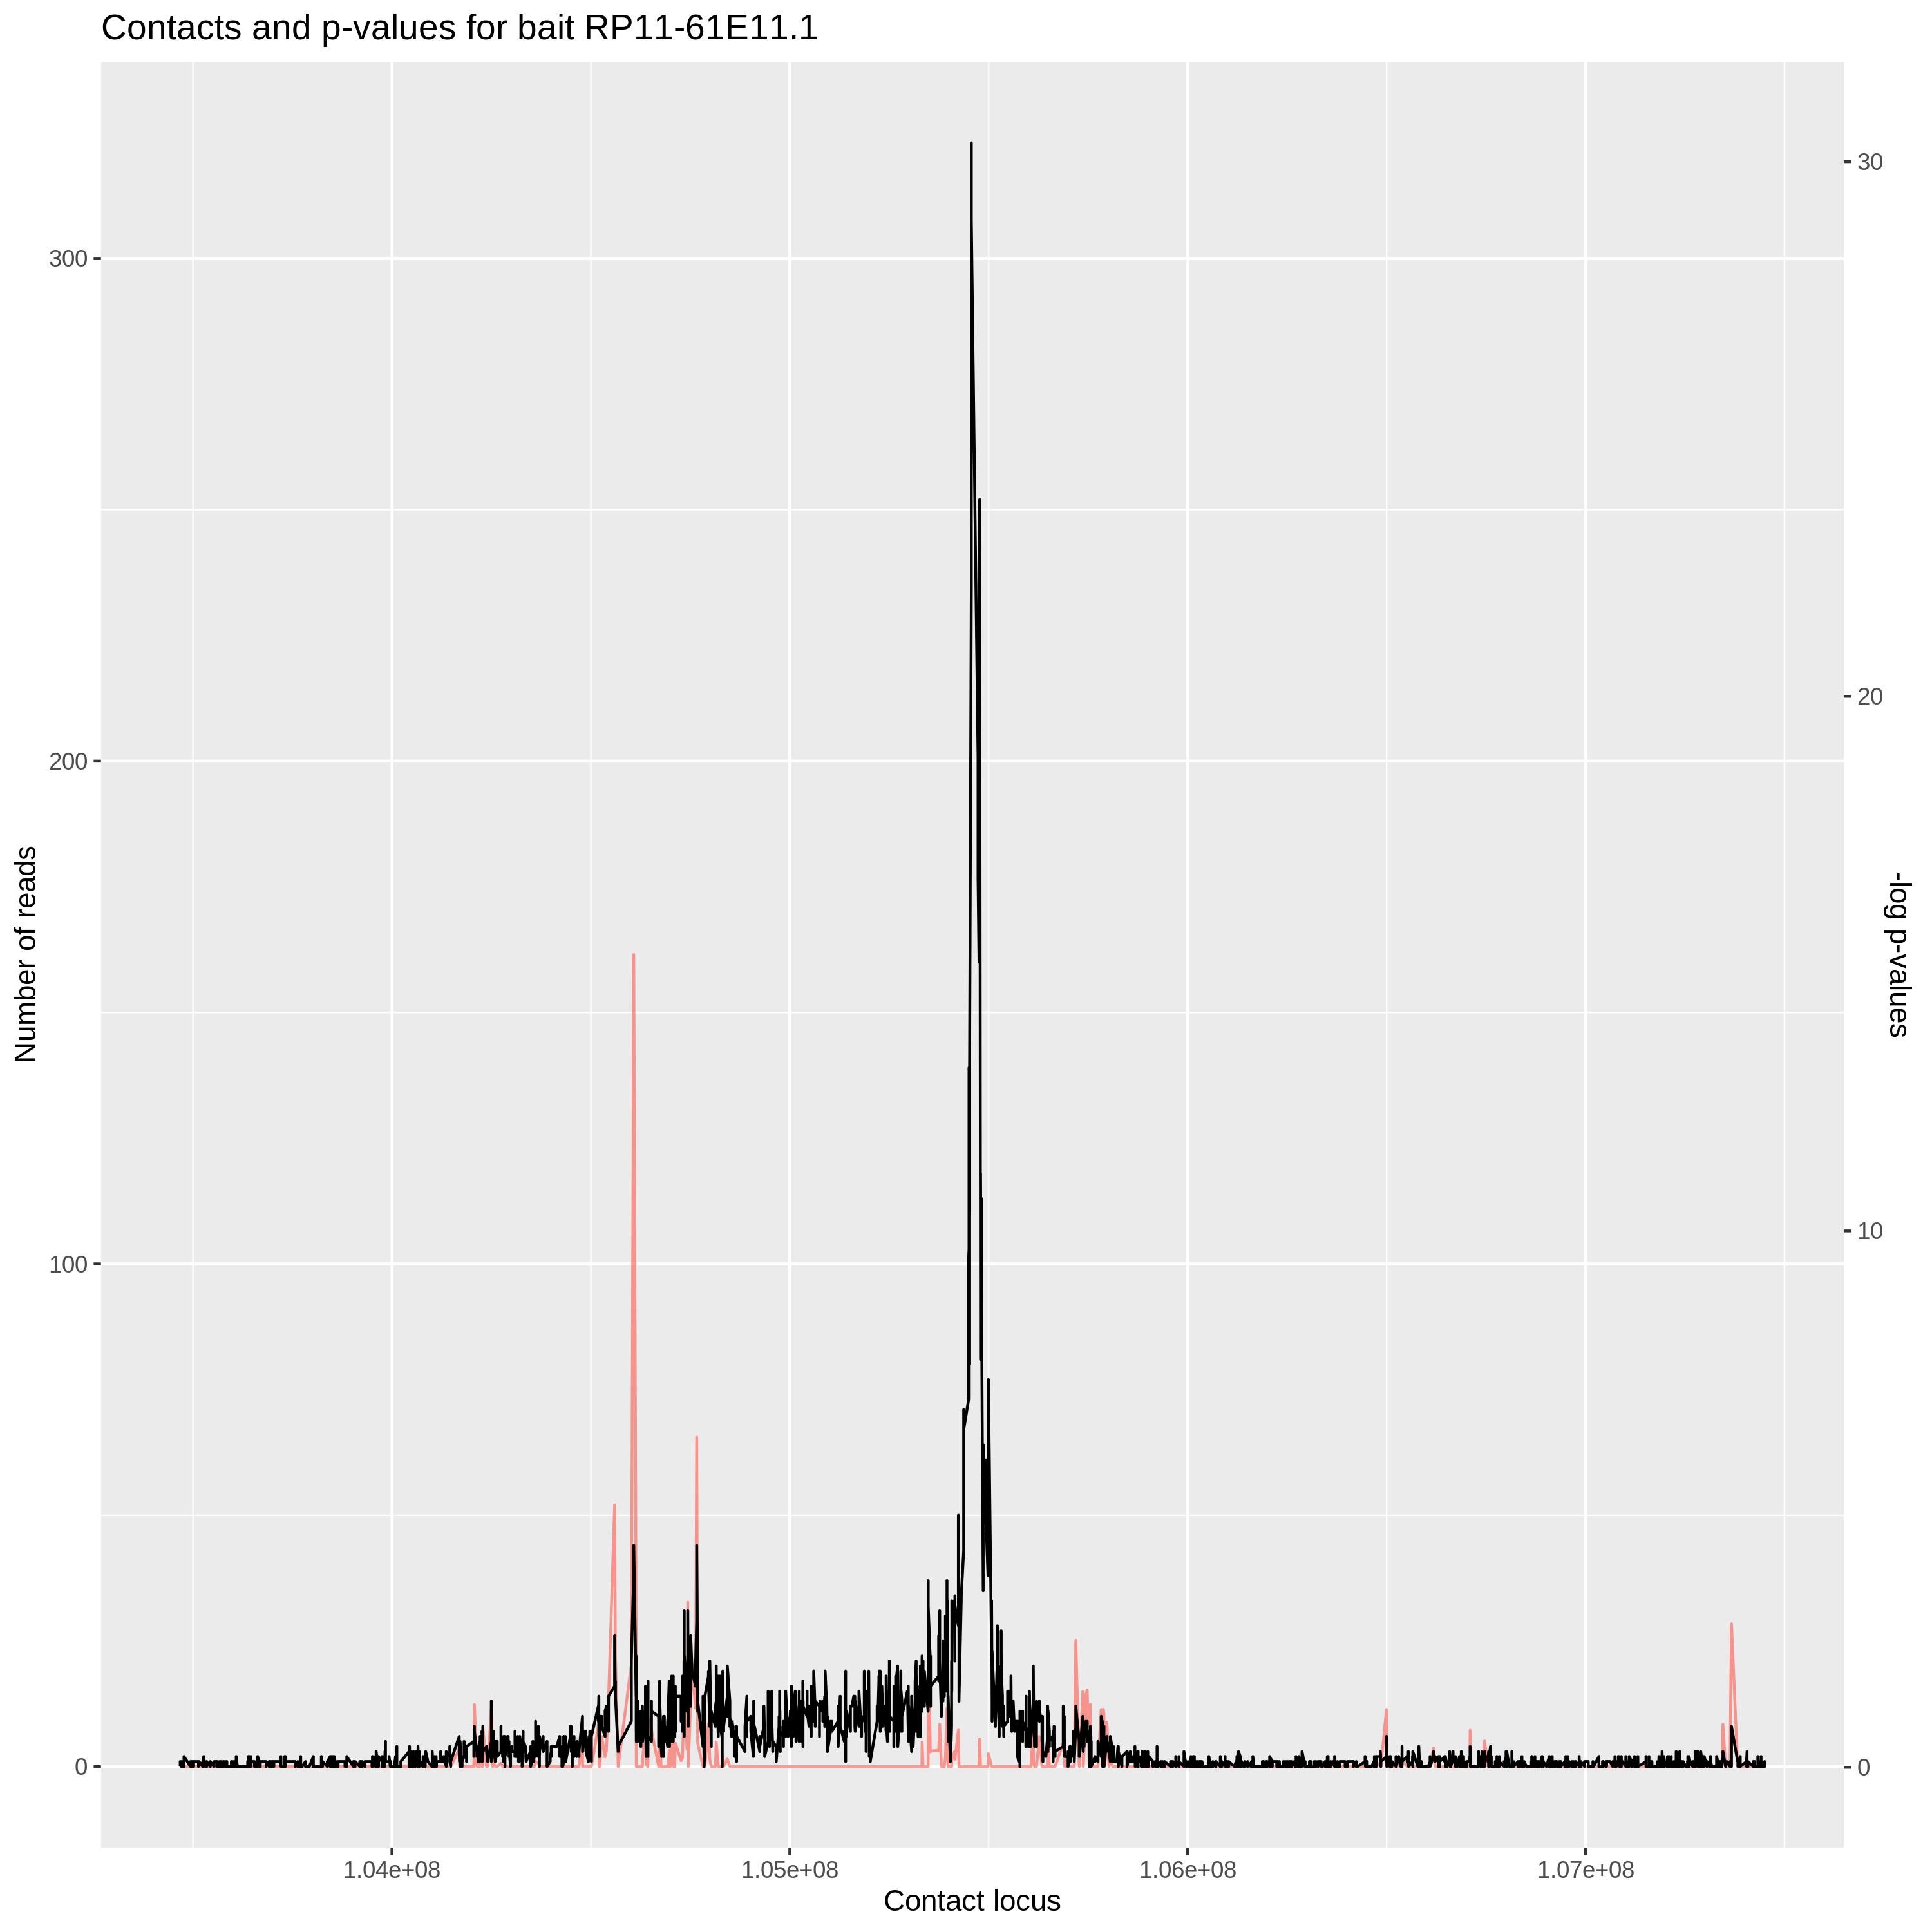 Contacts and p-values for bait RP11-61E11.1
300
200
100
0
Number of reads
30
20
10
0
-log p-values
1.04e+08
1.05e+08
1.06e+08
1.07e+08
Contact locus